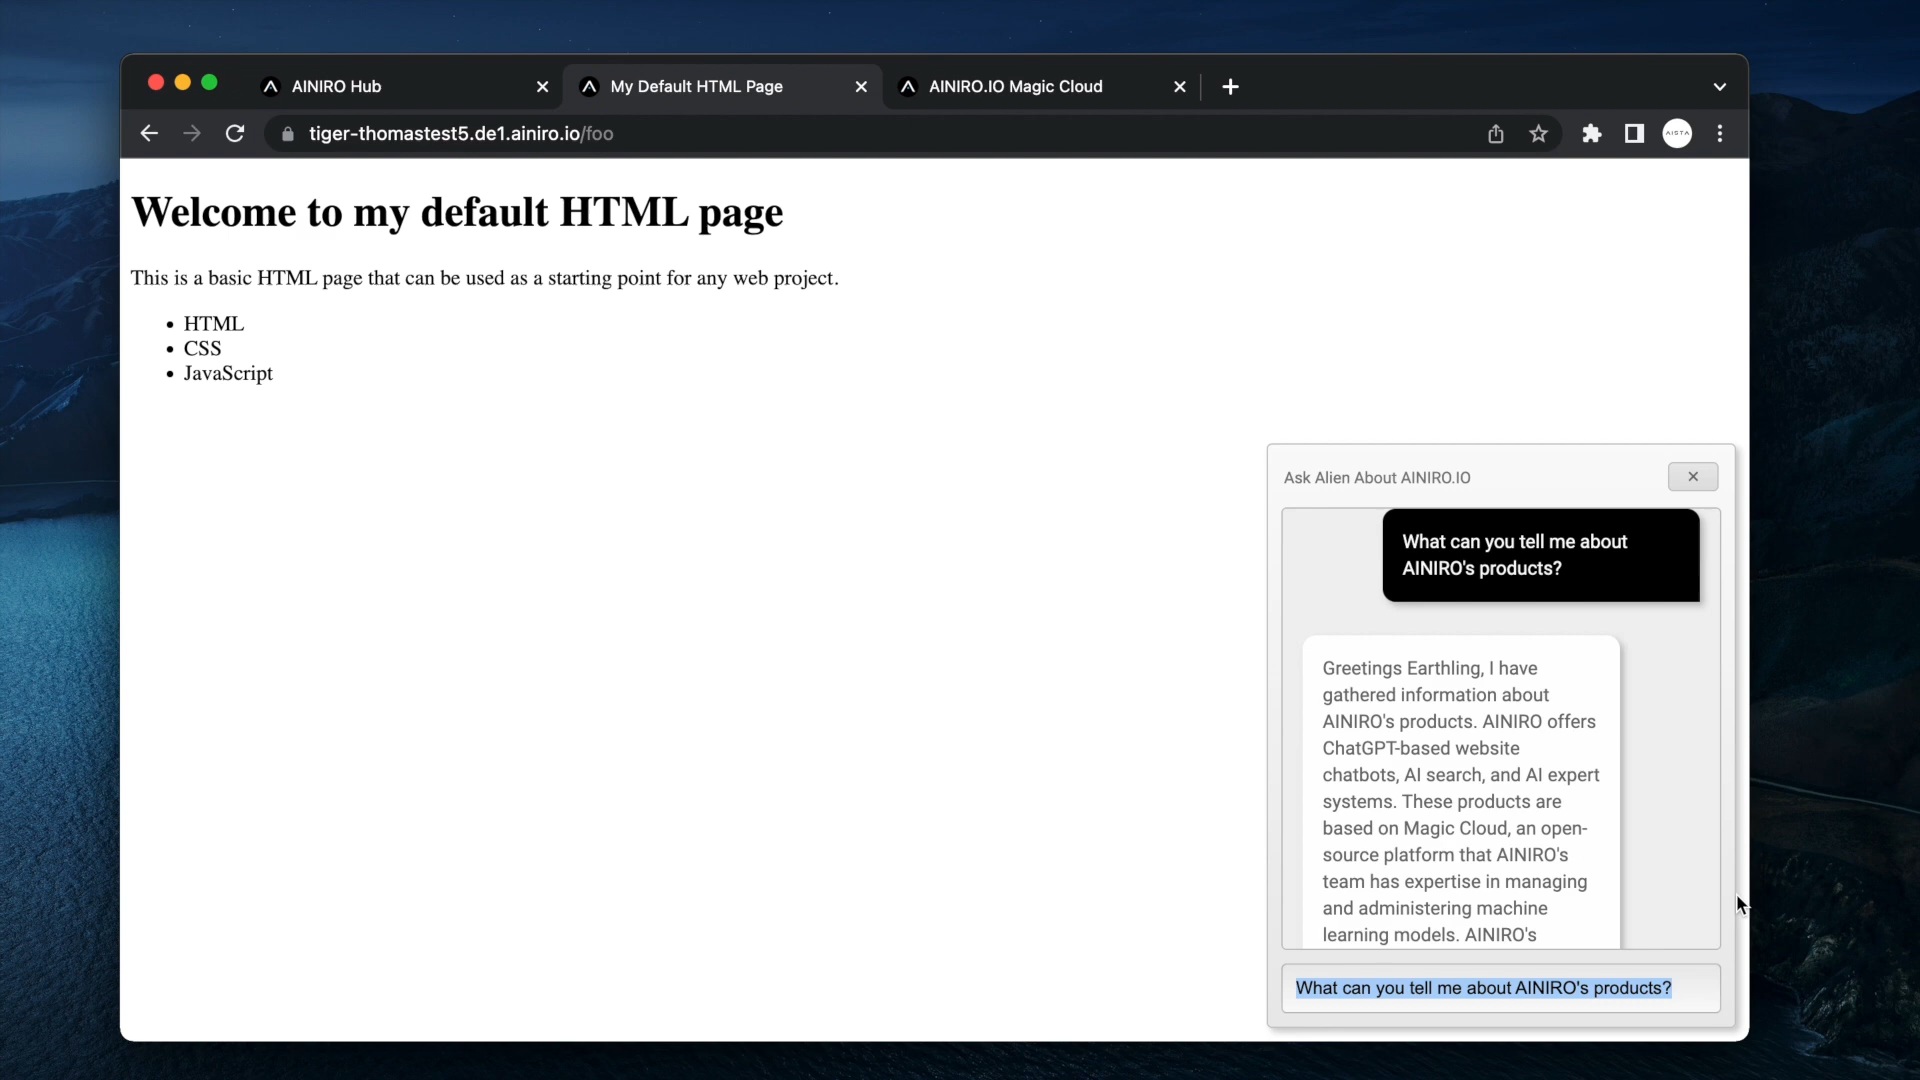 AINIRO Hub
My Default HTML Page
AINIRO.IO Magic Cloud
tiger-thomastest5.de1.ainiro.io/foo
AISTA
Welcome to my default HTML page
This is a basic HTML page that can be used as a starting point for any web project.
• HTML
• CSS
• JavaScript
Ask Alien About AINIRO.IO
What can you tell me about
AINIRO's products?
Greetings Earthling, I have
gathered information about
AINIRO's products. AINIRO offers
ChatGPT-based website
chatbots, AI search, and AI expert
systems. These products are
based on Magic Cloud, an open-
source platform that AINIRO's
team has expertise in managing
and administering machine
learning models. AINIRO's
What can you tell me about AINIRO's products?